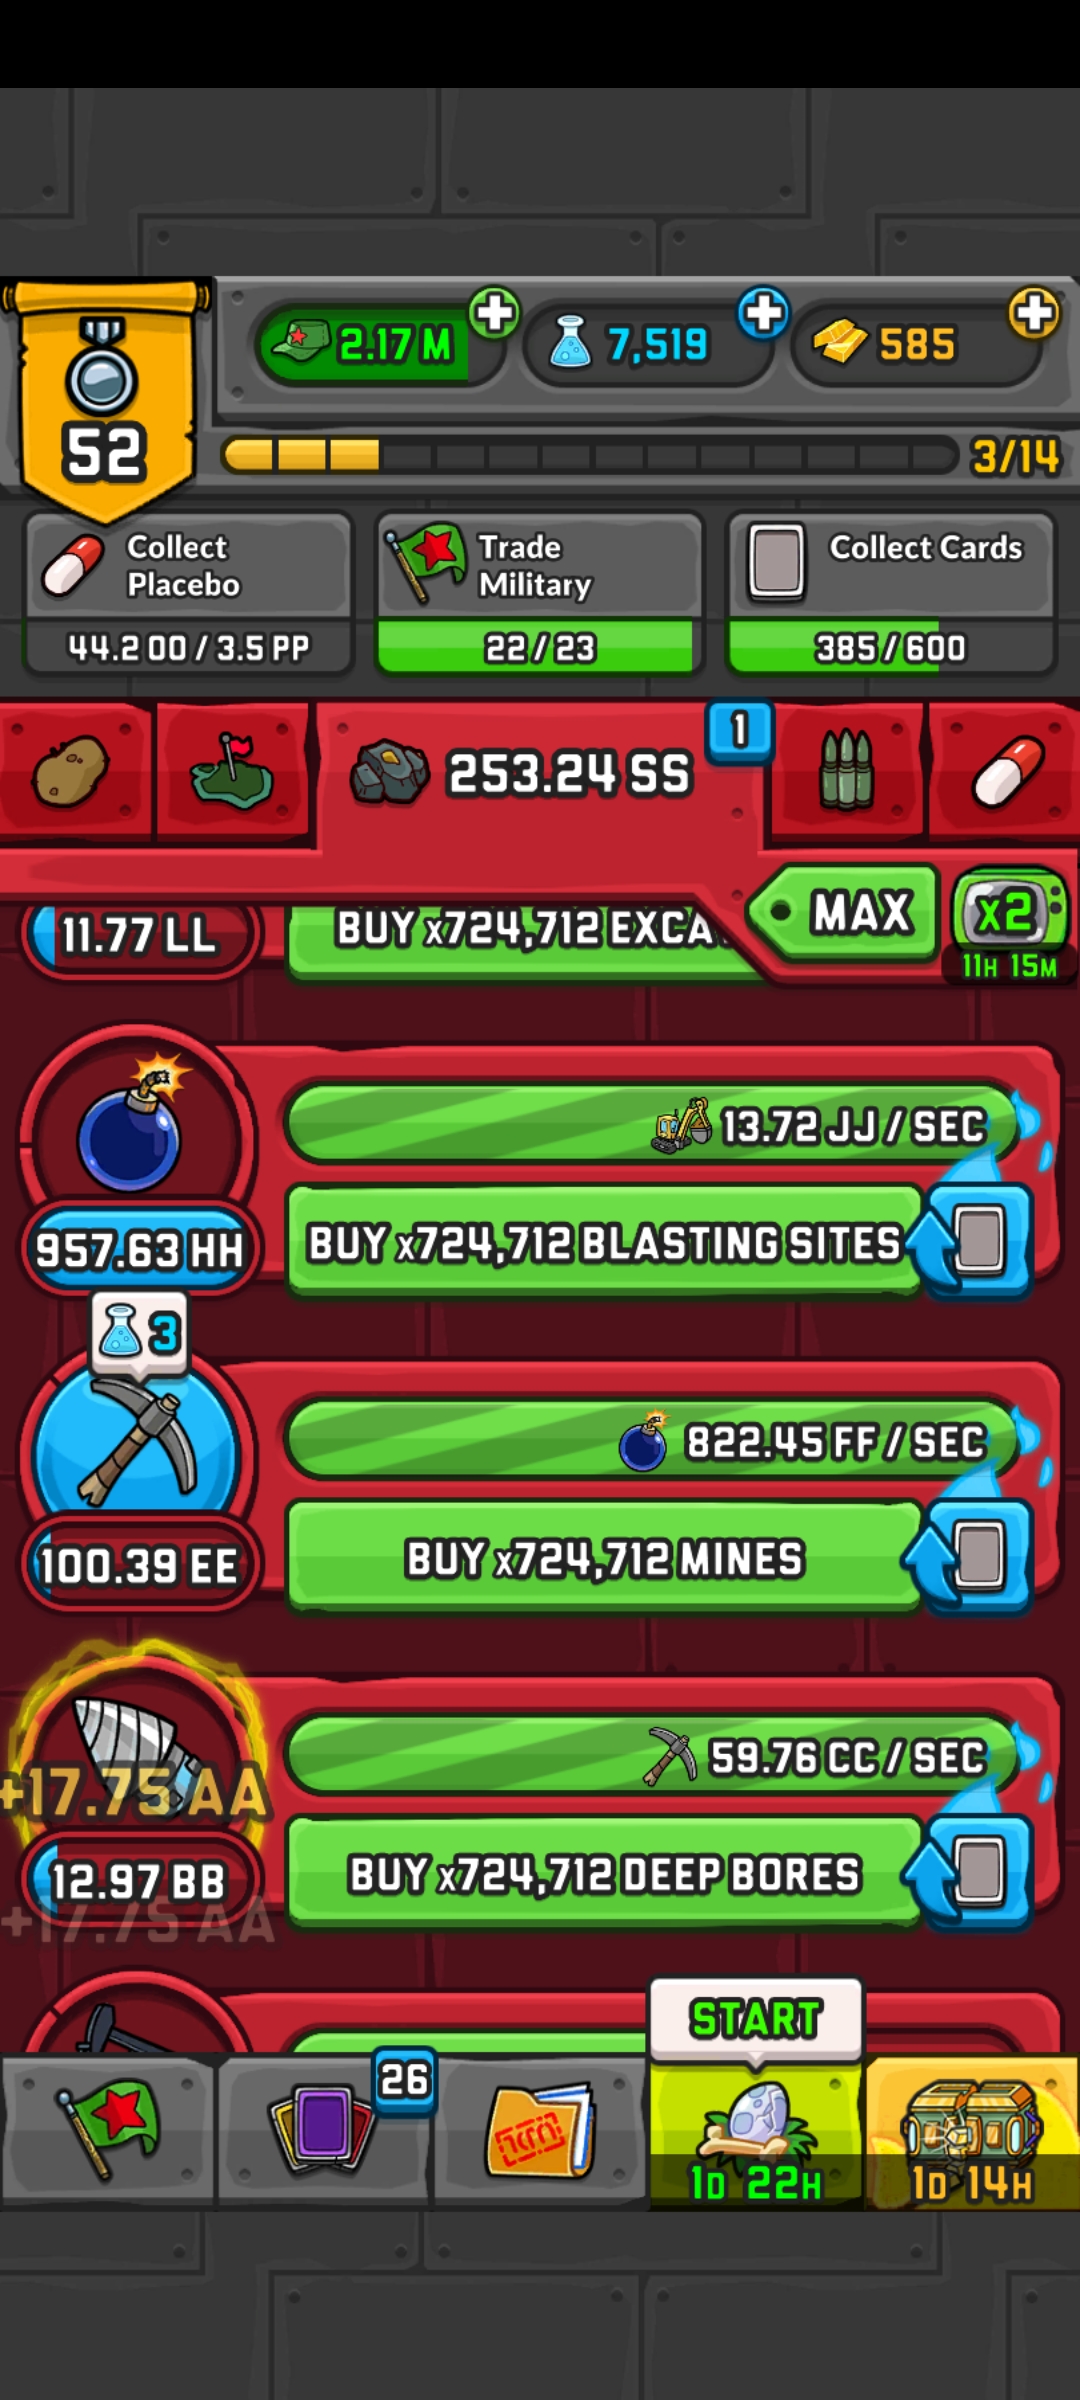 2.17 M
7,519
585
52
3/14
Collect
Placebo
44.2 OO / 3.5 PP
Trade
Military
22 / 23
Collect Cards
385 / 600
253.24 SS
1
MAX
x2
11H 15M
11.77 LL
BUY x724,712 EXCA
13.72 JJ / SEC
957.63 HH
BUY x724,712 BLASTING SITES
3
822.45 FF / SEC
100.39 EE
BUY x724,712 MINES
59.76 CC / SEC
+17.75 AA
12.97 BB
BUY x724,712 DEEP BORES
+17.75 AA
START
26
1D 22H
1D 14H